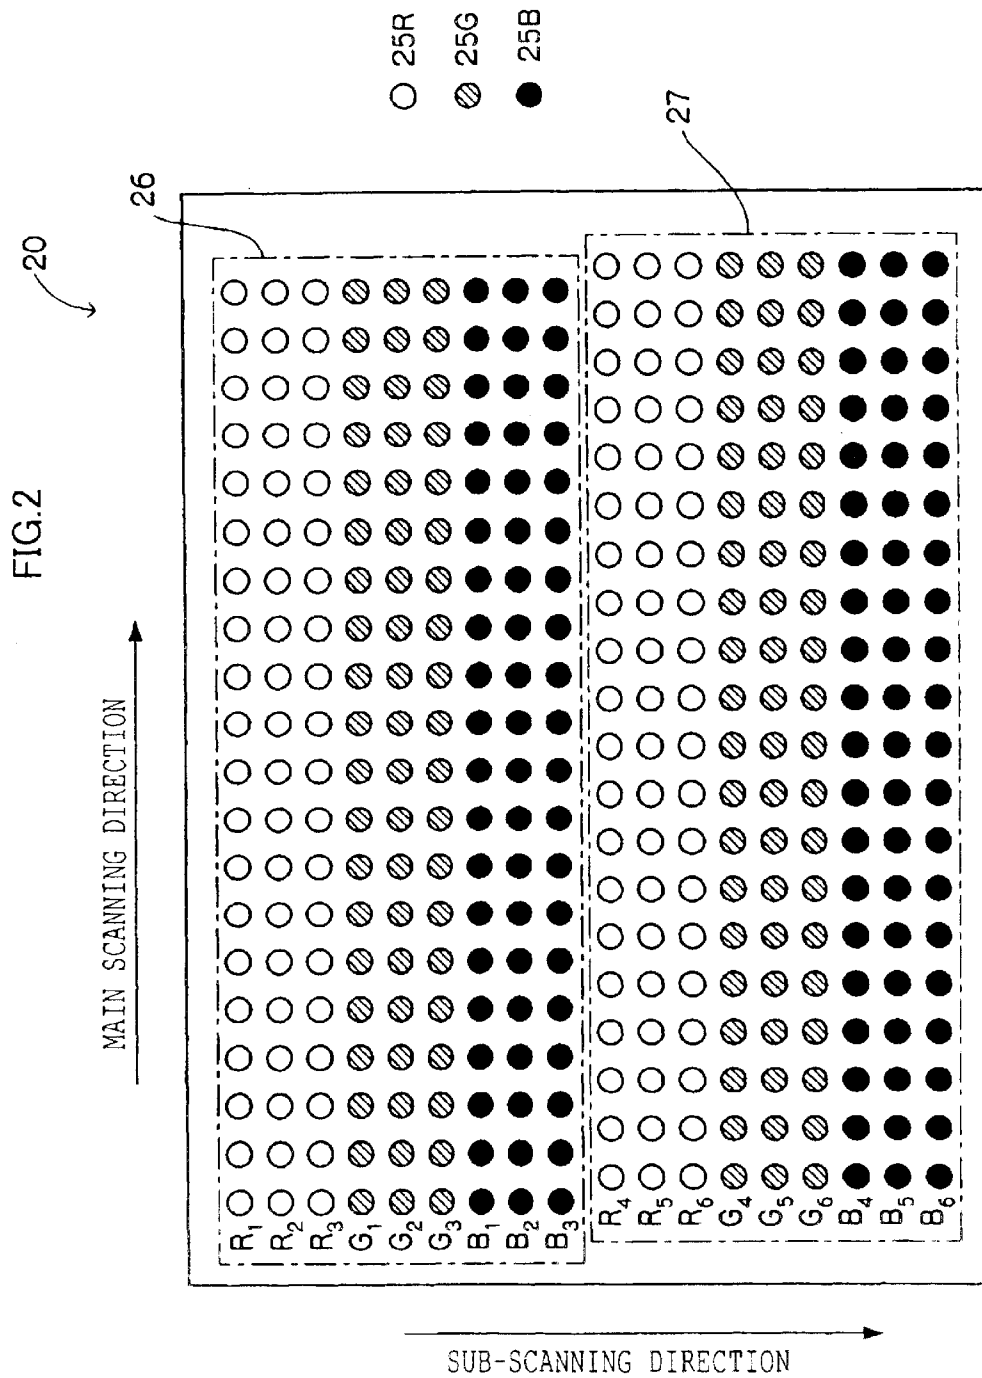 FIG.2
20
MAIN SCANNING DIRECTION
26
R1
R2
R3
G1
G2
G3
B1
B2
B3
27
R4
R5
R6
G4
G5
G6
B4
B5
B6
25R
25G
25B
SUB-SCANNING DIRECTION